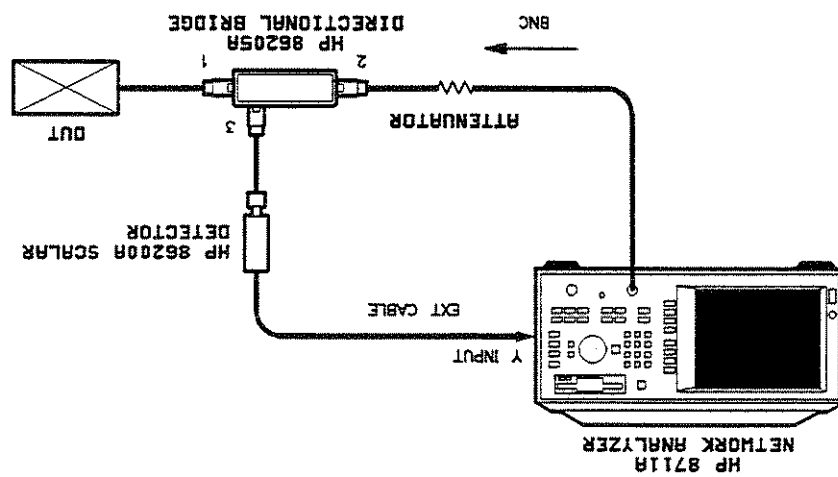 HP 8711A
NETWORK ANALYZER
Y INPUT
EXT CABLE
HP 86200A SCALAR
DETECTOR
3
DUT
ATTENUATOR
2
1
BNC
HP 86205A
DIRECTIONAL BRIDGE